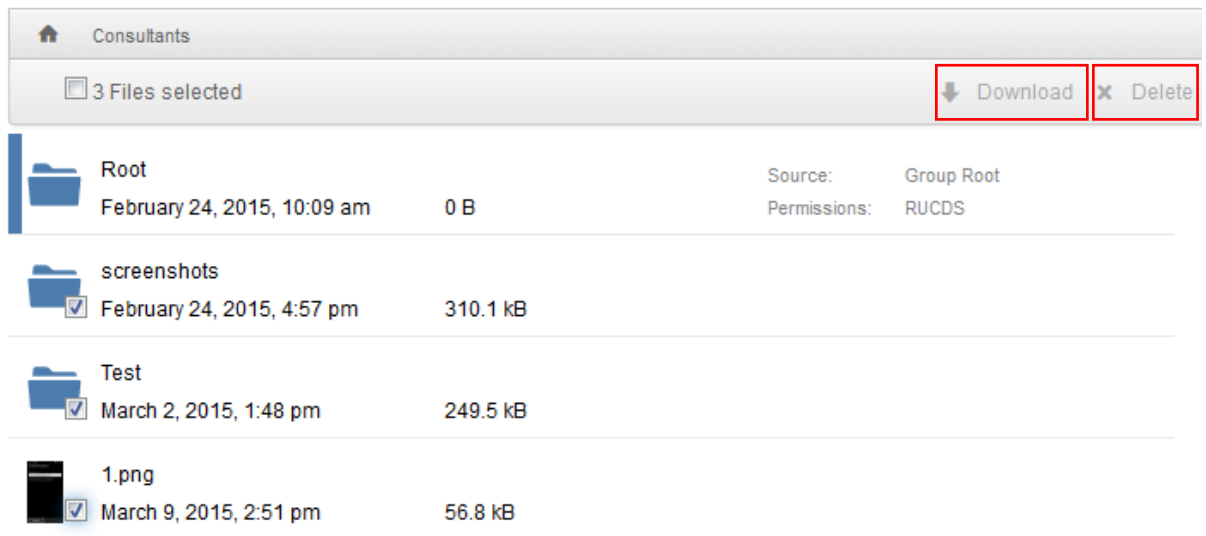 Consultants
3 Files selected
Download
Delete
Root
February 24, 2015, 10:09 am 0 B
Source: Group Root
Permissions: RUCDS
screenshots
February 24, 2015, 4:57 pm 310.1 kB
Test
March 2, 2015, 1:48 pm 249.5 kB
1.png
March 9, 2015, 2:51 pm 56.8 kB